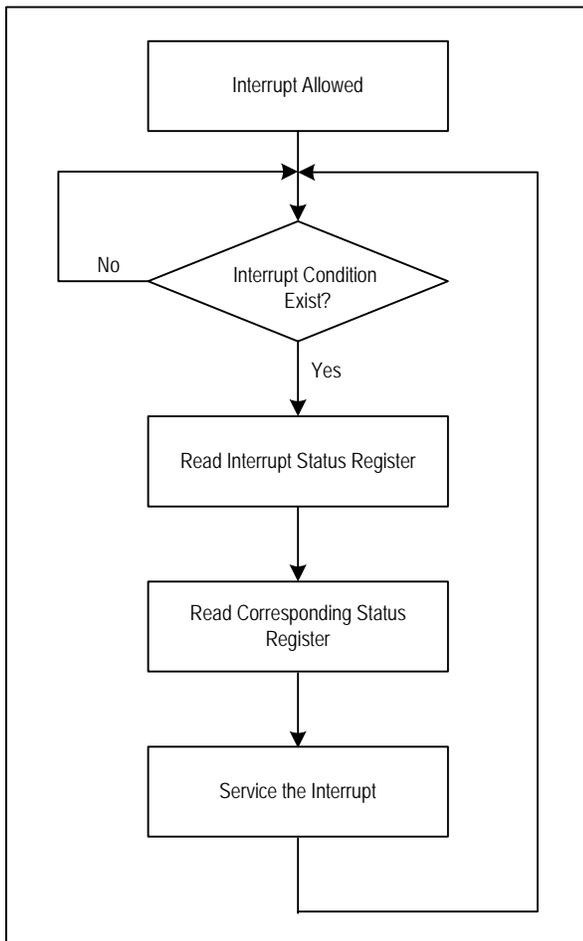 Interrupt Allowed
No
Interrupt Condition
Exist?
Yes
Read Interrupt Status Register
Read Corresponding Status
Register
Service the Interrupt